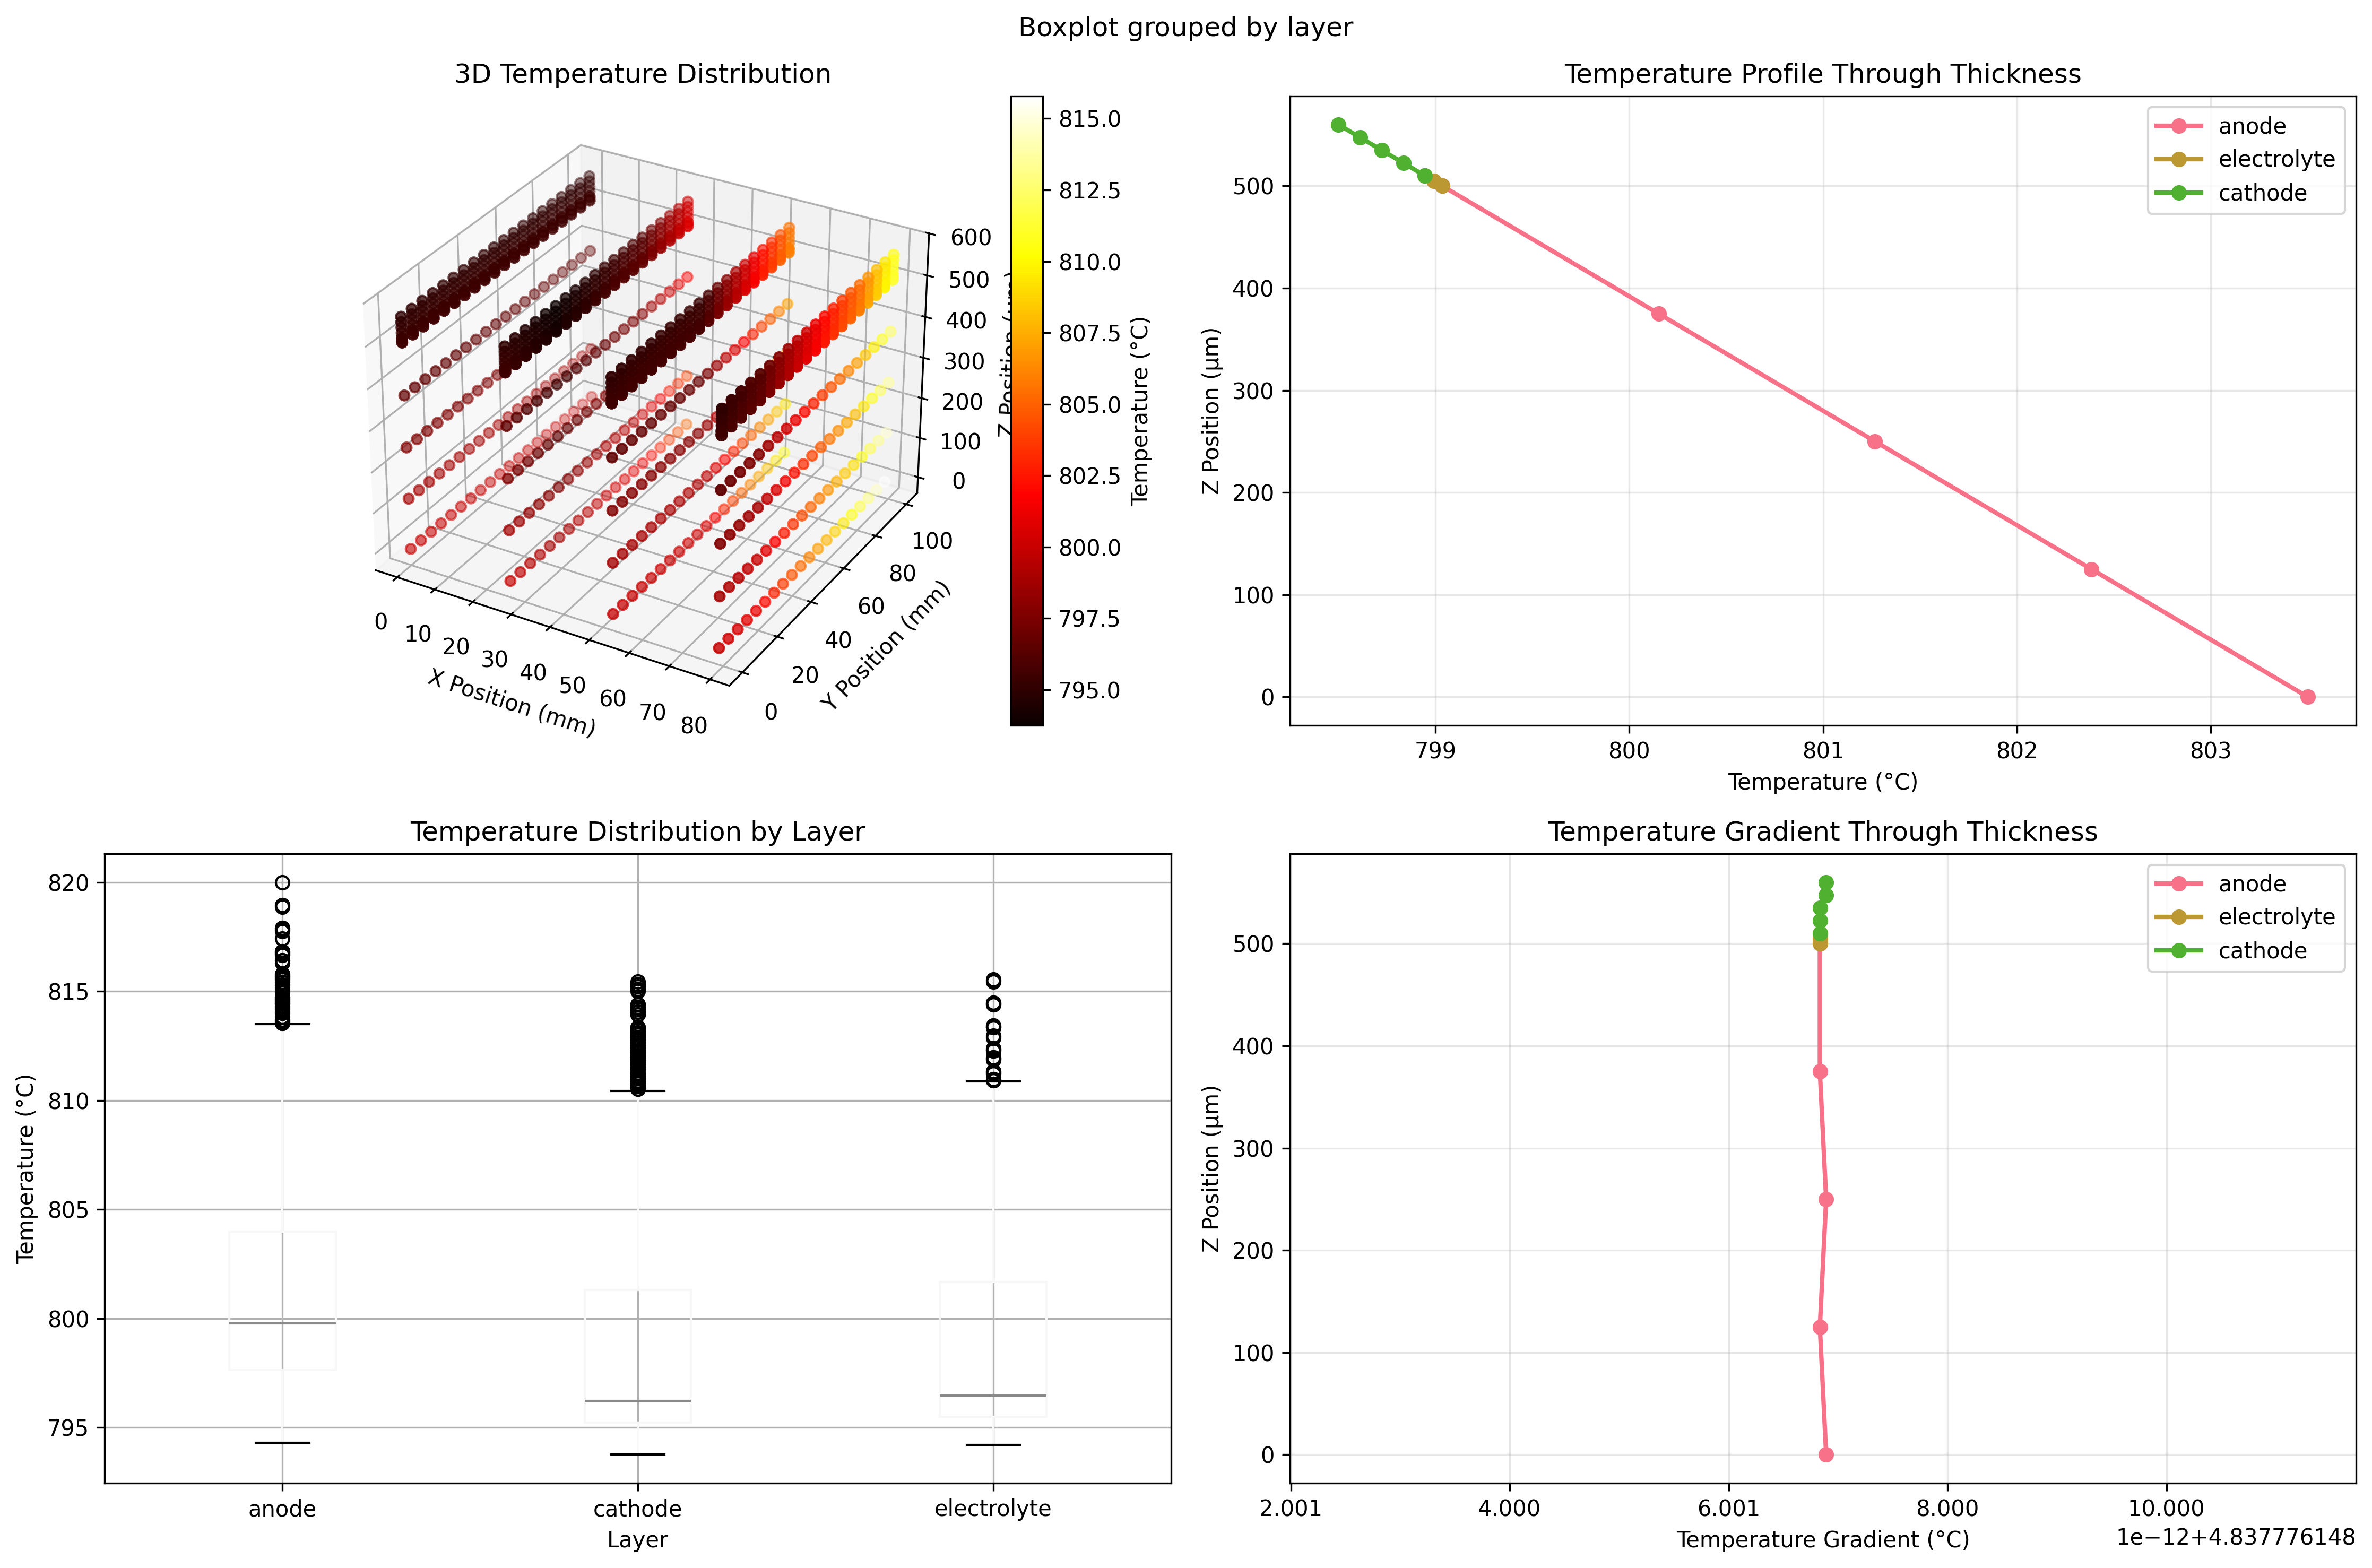 Boxplot grouped by layer
3D Temperature Distribution
0
10
20
30
40
50
60
70
80
X Position (mm)
0
20
40
60
80
100
Y Position (mm)
600
500
400
300
200
100
0
Z Position
815.0
812.5
810.0
807.5
805.0
802.5
800.0
797.5
795.0
Temperature (°C)
Temperature Profile Through Thickness
anode
electrolyte
cathode
500
400
300
200
100
0
Z Position (μm)
799
800
801
802
803
Temperature (°C)
Temperature Distribution by Layer
820
815
810
805
800
795
Temperature (°C)
anode
cathode
electrolyte
Layer
Temperature Gradient Through Thickness
anode
electrolyte
cathode
500
400
300
200
100
0
Z Position (μm)
2.001
4.000
6.001
8.000
10.000
Temperature Gradient (°C)
1e−12+4.837776148